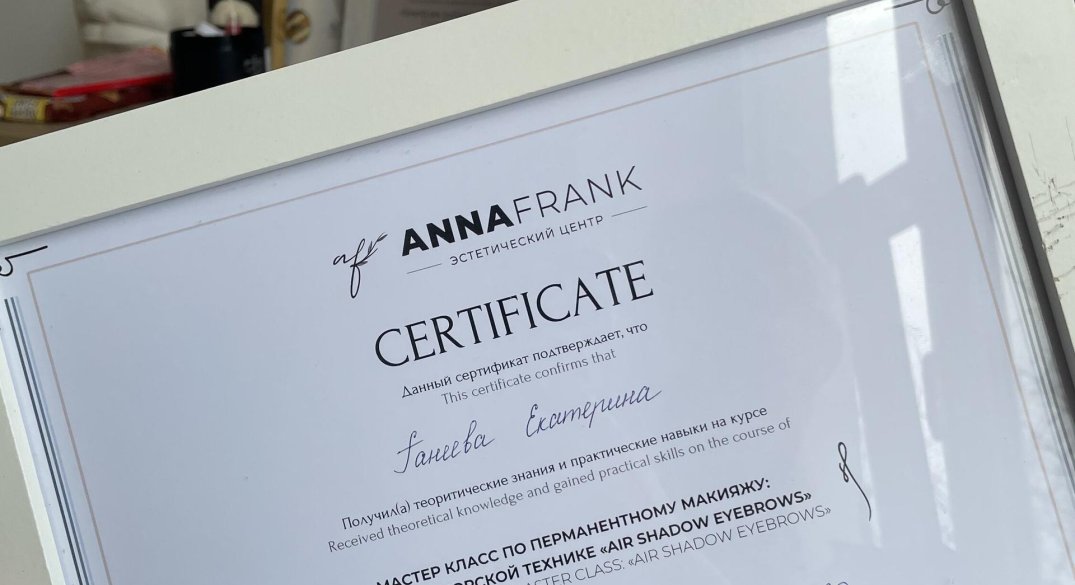 ANNAFRANK
ЭСТЕТИЧЕСКИЙ ЦЕНТР
CERTIFICATE
Данный сертификат подтверждает, что
This certificate confirms that
Ганеева Екатерина
Получил(а) теоритические знания и практические навыки на курсе
Received theoretical knowledge and gained practical skills on the course of
МАСТЕР КЛАСС ПО ПЕРМАНЕНТНОМУ МАКИЯЖУ:
ТЕХНИКЕ «AIR SHADOW EYEBROWS»
CLASS: «AIR SHADOW EYEBROWS»